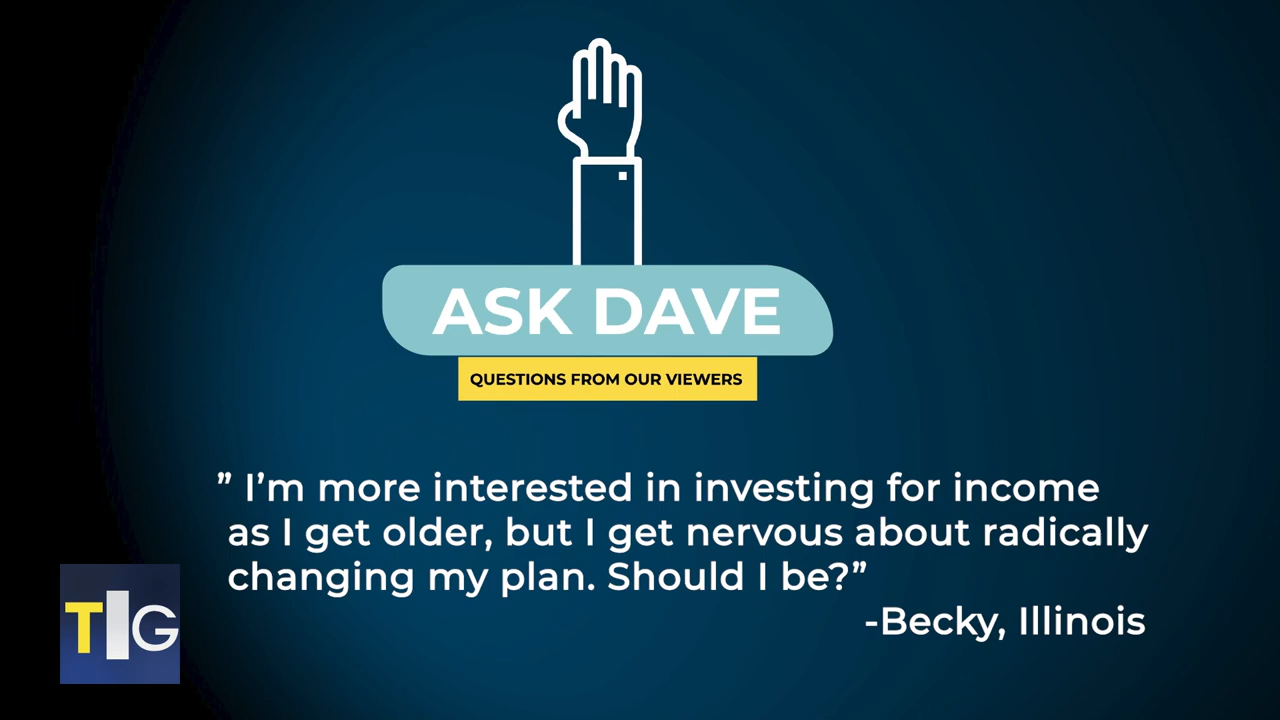 ASK DAVE
QUESTIONS FROM OUR VIEWERS
” I’m more interested in investing for income
as I get older, but I get nervous about radically
changing my plan. Should I be?”
-Becky, Illinois
TIG